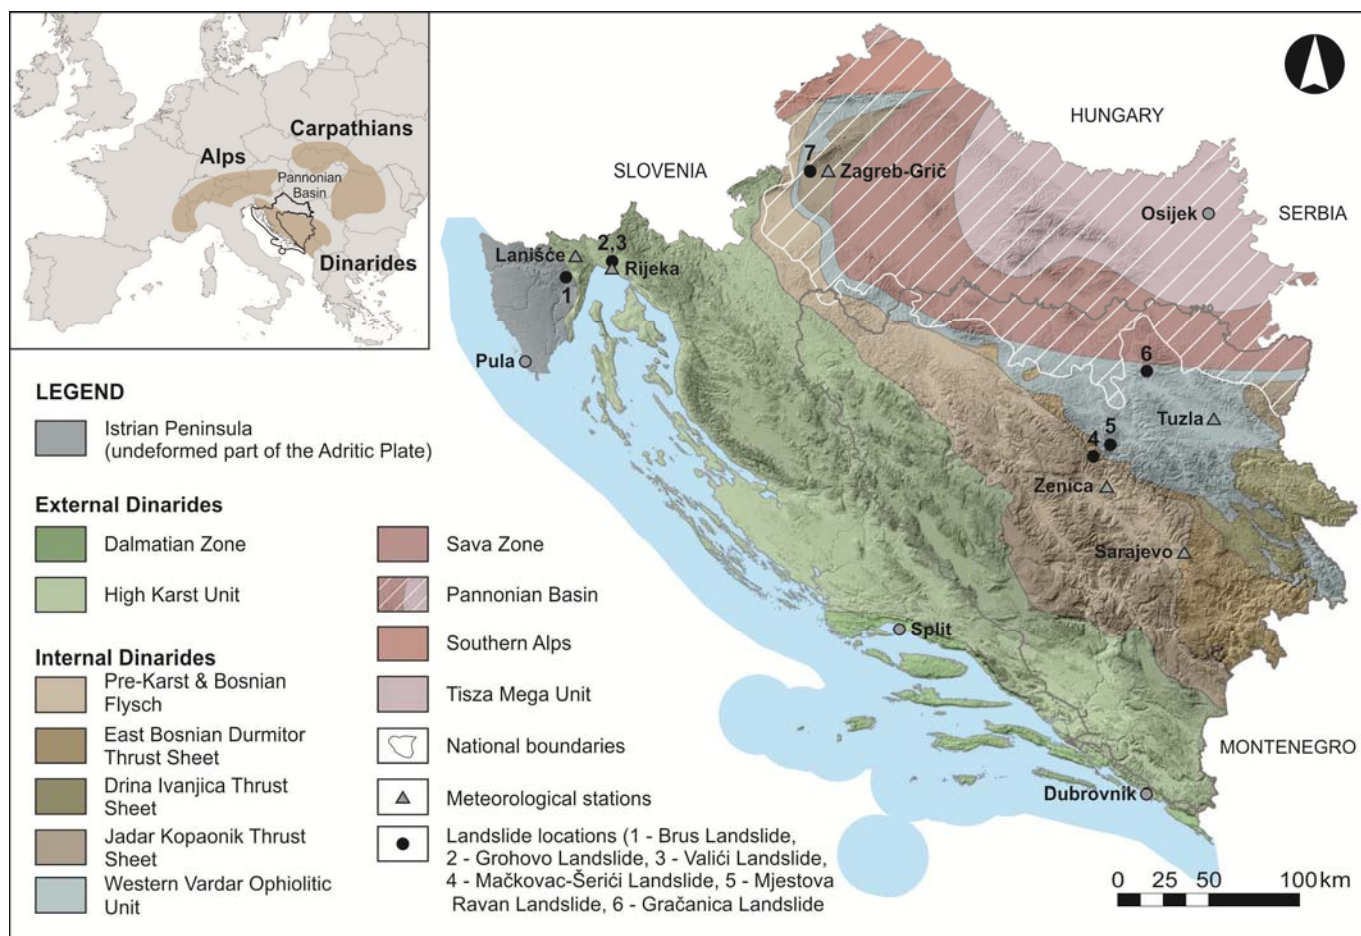 Carpathians
Alps
Pannonian
Basin
Dinarides
HUNGARY
SLOVENIA
7
Zagreb-Grič
Osijek
SERBIA
2,3
Lanišće
Rijeka
1
Pula
6
Tuzla
5
4
Zenica
Sarajevo
Split
MONTENEGRO
Dubrovnik
0 25 50 100 km
LEGEND
Istrian Peninsula
(undeformed part of the Adritic Plate)
External Dinarides
Dalmatian Zone
High Karst Unit
Internal Dinarides
Pre-Karst & Bosnian
Flysch
East Bosnian Durmitor
Thrust Sheet
Drina Ivanjica Thrust
Sheet
Jadar Kopaonik Thrust
Sheet
Western Vardar Ophiolitic
Unit
Sava Zone
Pannonian Basin
Southern Alps
Tisza Mega Unit
National boundaries
Meteorological stations
Landslide locations (1 - Brus Landslide,
2 - Grohovo Landslide, 3 - Valići Landslide,
4 - Mačkovac-Šerići Landslide, 5 - Mjestova
Ravan Landslide, 6 - Gračanica Landslide